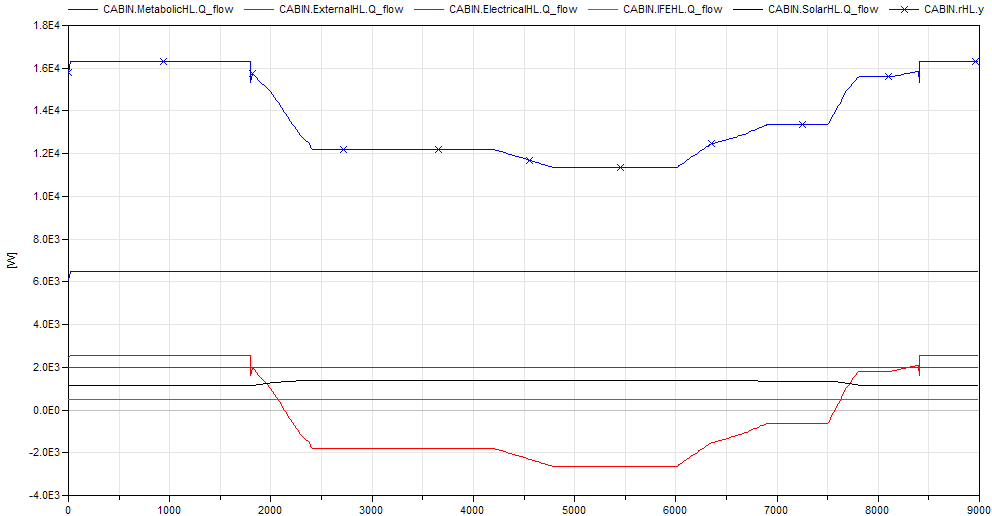 CABIN.MetabolicHL.Q_flow CABIN.ExternalHL.Q_flow CABIN.ElectricalHL.Q_flow CABIN.IFEHL.Q_flow CABIN.SolarHL.Q_flow CABIN.rHL.y
1.8E4
1.6E4
1.4E4
1.2E4
1.0E4
8.0E3
[W]
6.0E3
4.0E3
2.0E3
0.0E0
-2.0E3
-4.0E3
0 1000 2000 3000 4000 5000 6000 7000 8000 9000